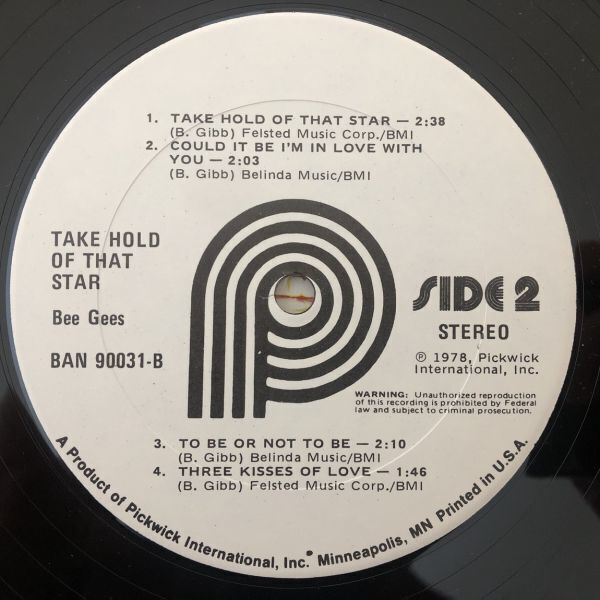 1. TAKE HOLD OF THAT STAR — 2:38
(B. Gibb) Felsted Music Corp./BMI
2. COULD IT BE I'M IN LOVE WITH
YOU — 2:03
(B. Gibb) Belinda Music/BMI
TAKE HOLD
OF THAT
STAR
Bee Gees
BAN 90031-B
P
SIDE 2
STEREO
℗ 1978, Pickwick
International, Inc.
WARNING: Unauthorized reproduction
of this recording is prohibited by Federal
law and subject to criminal prosecution.
3. TO BE OR NOT TO BE — 2:10
(B. Gibb) Belinda Music/BMI
4. THREE KISSES OF LOVE — 1:46
(B. Gibb) Felsted Music Corp./BMI
A Product of Pickwick International, Inc. Minneapolis, MN Printed in U.S.A.